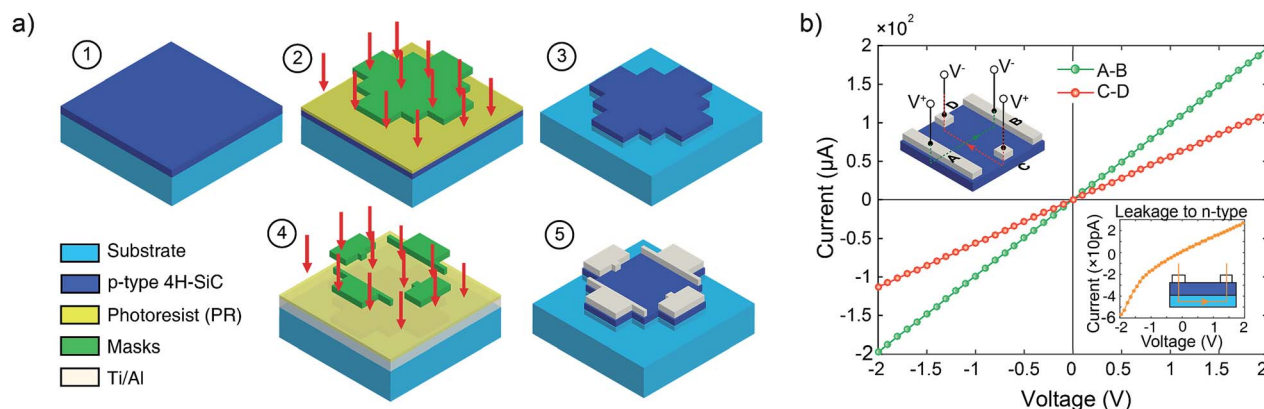 a)
1
2
3
4
5
Substrate
p-type 4H-SiC
Photoresist (PR)
Masks
Ti/Al
b)
×10²
2
1.5
1
0.5
0
-0.5
-1
-1.5
-2
Current (µA)
-2 -1.5 -1 -0.5 0 0.5 1 1.5 2
Voltage (V)
A-B
C-D
V-
V-
V+
V+
D
B
A
C
Leakage to n-type
2
0
-2
-4
-6
Current (×10pA)
-2 -1 0 1 2
Voltage (V)